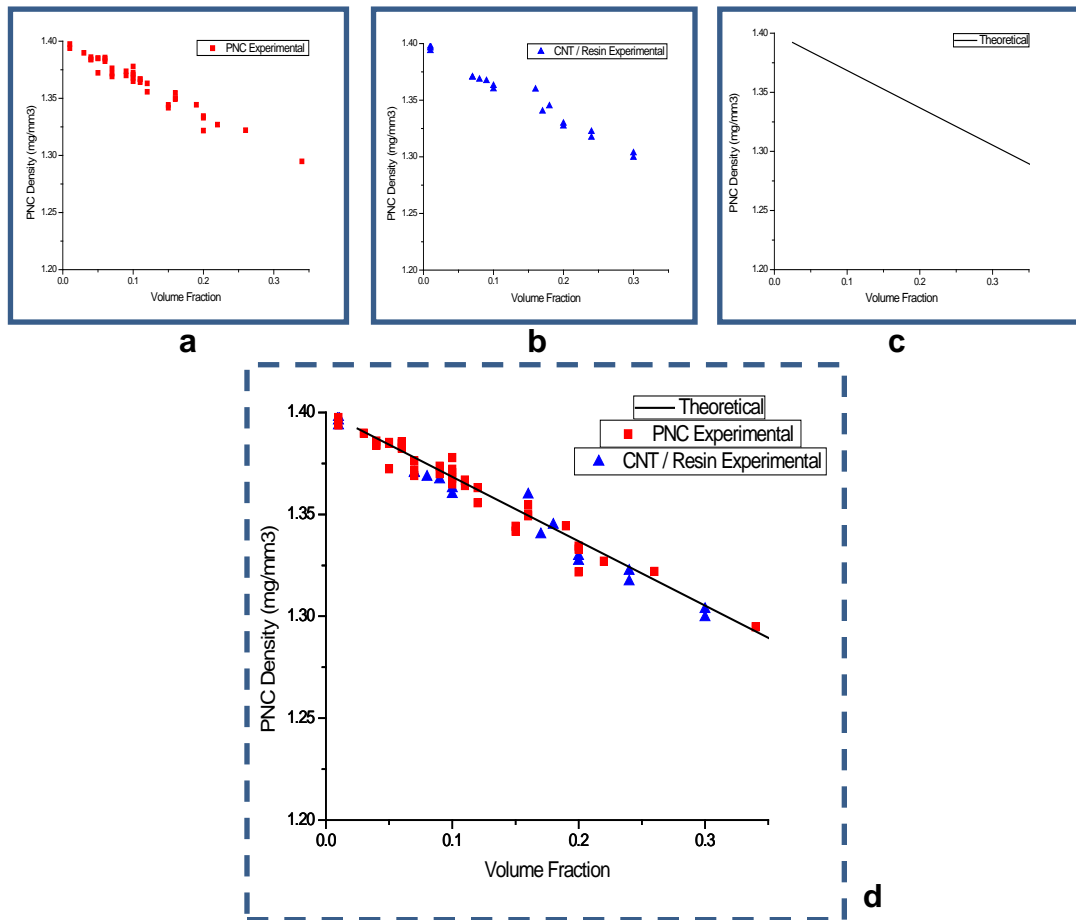 1.40
1.35
1.30
1.25
1.20
0.0 0.1 0.2 0.3
PNC Density (mg/mm3)
Volume Fraction
PNC Experimental
a
1.40
1.35
1.30
1.25
1.20
0.0 0.1 0.2 0.3
PNC Density (mg/mm3)
Volume Fraction
CNT / Resin Experimental
b
1.40
1.35
1.30
1.25
1.20
0.0 0.1 0.2 0.3
PNC Density (mg/mm3)
Volume Fraction
Theoretical
c
1.40
1.35
1.30
1.25
1.20
0.0 0.1 0.2 0.3
PNC Density (mg/mm3)
Volume Fraction
Theoretical
PNC Experimental
CNT / Resin Experimental
d